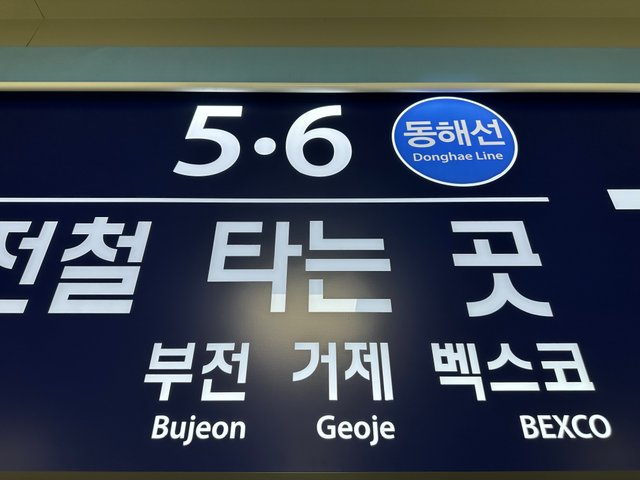 5·6
동해선
Donghae Line
전철 타는 곳
부전 거제 벡스코
Bujeon Geoje BEXCO